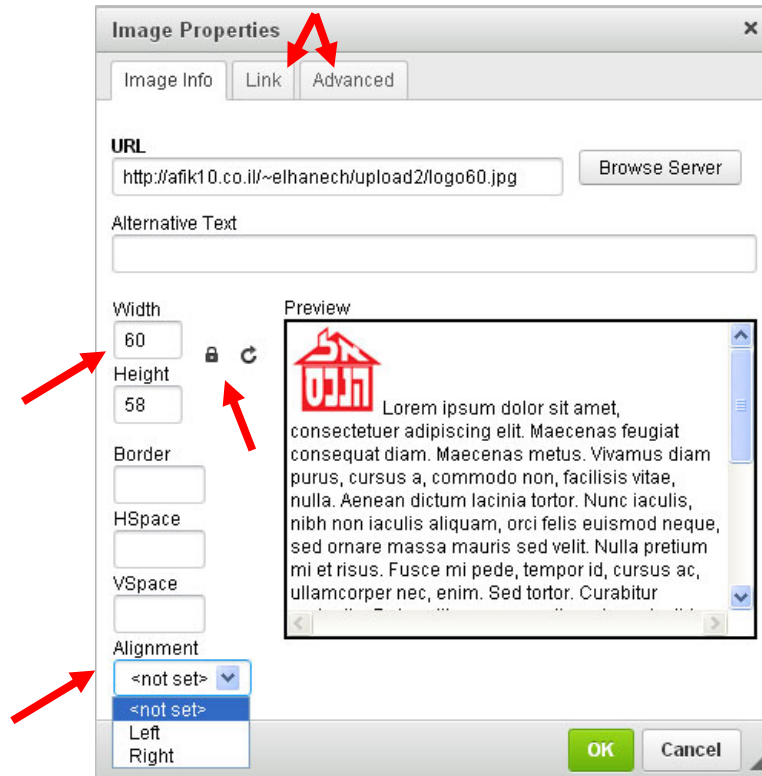 Image Properties
Image Info
Link
Advanced
URL
http://afik10.co.il/~elhanech/upload2/logo60.jpg
Browse Server
Alternative Text
Width
60
Height
58
Border
HSpace
VSpace
Alignment
<not set>
<not set>
Left
Right
Preview
אל
הנכס
Lorem ipsum dolor sit amet,
consectetuer adipiscing elit. Maecenas feugiat
consequat diam. Maecenas metus. Vivamus diam
purus, cursus a, commodo non, facilisis vitae,
nulla. Aenean dictum lacinia tortor. Nunc iaculis,
nibh non iaculis aliquam, orci felis euismod neque,
sed ornare massa mauris sed velit. Nulla pretium
mi et risus. Fusce mi pede, tempor id, cursus ac,
ullamcorper nec, enim. Sed tortor. Curabitur
OK
Cancel